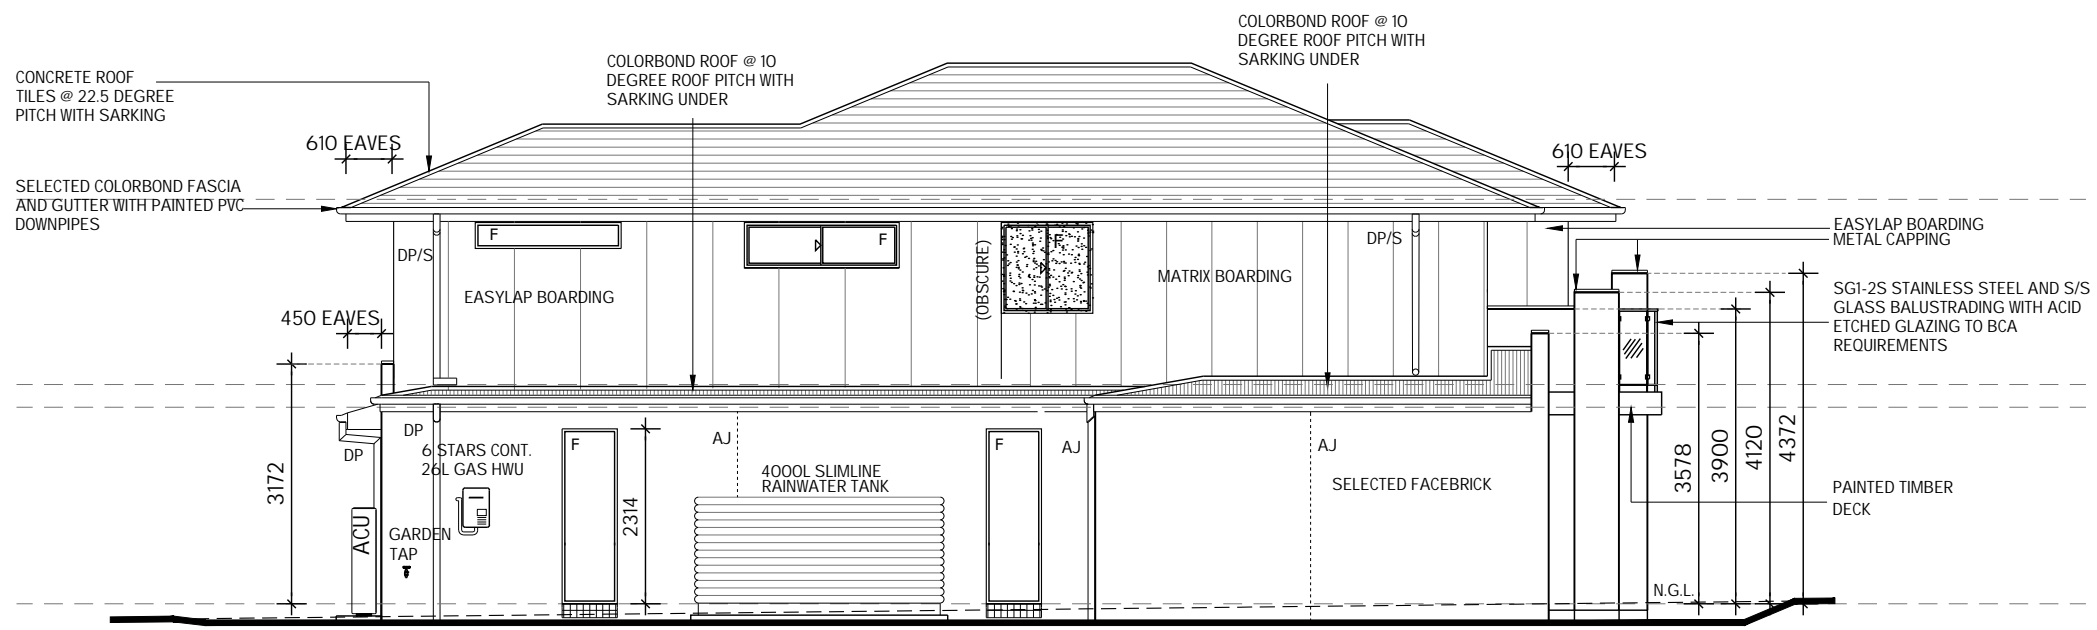 COLORBOND ROOF @ 10
DEGREE ROOF PITCH WITH
SARKING UNDER
COLORBOND ROOF @ 10
DEGREE ROOF PITCH WITH
SARKING UNDER
CONCRETE ROOF
TILES @ 22.5 DEGREE
PITCH WITH SARKING
610 EAVES
610 EAVES
SELECTED COLORBOND FASCIA
AND GUTTER WITH PAINTED PVC
DOWNPIPES
EASYLAP BOARDING
METAL CAPPING
F
F
F
DP/S
DP/S
(OBSCURE)
MATRIX BOARDING
EASYLAP BOARDING
SG1-2S STAINLESS STEEL AND S/S
GLASS BALUSTRADING WITH ACID
ETCHED GLAZING TO BCA
REQUIREMENTS
450 EAVES
3172
DP
DP
6 STARS CONT.
26L GAS HWU
F
AJ
F
AJ
AJ
4000L SLIMLINE
RAINWATER TANK
SELECTED FACEBRICK
2314
ACU
GARDEN
TAP
3578
3900
4120
4372
PAINTED TIMBER
DECK
N.G.L.